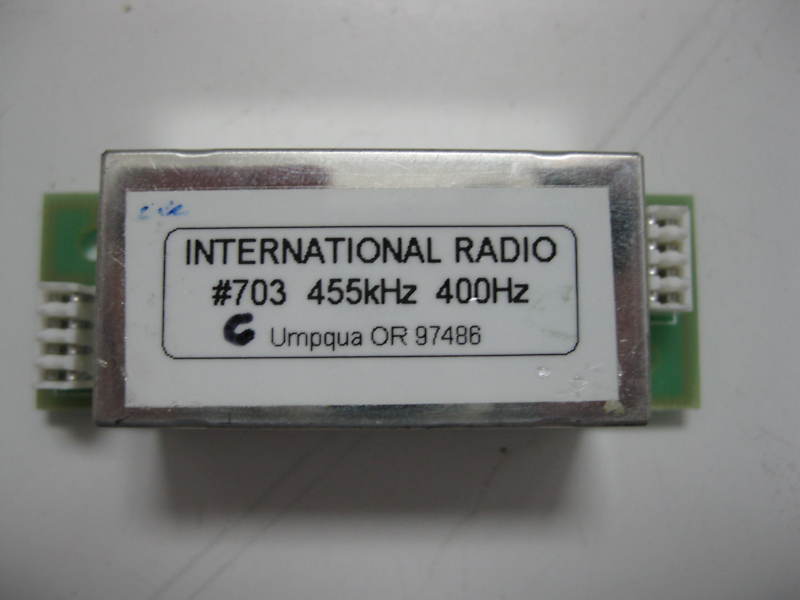 INTERNATIONAL RADIO
#703 455kHz 400Hz
C Umpqua OR 97486